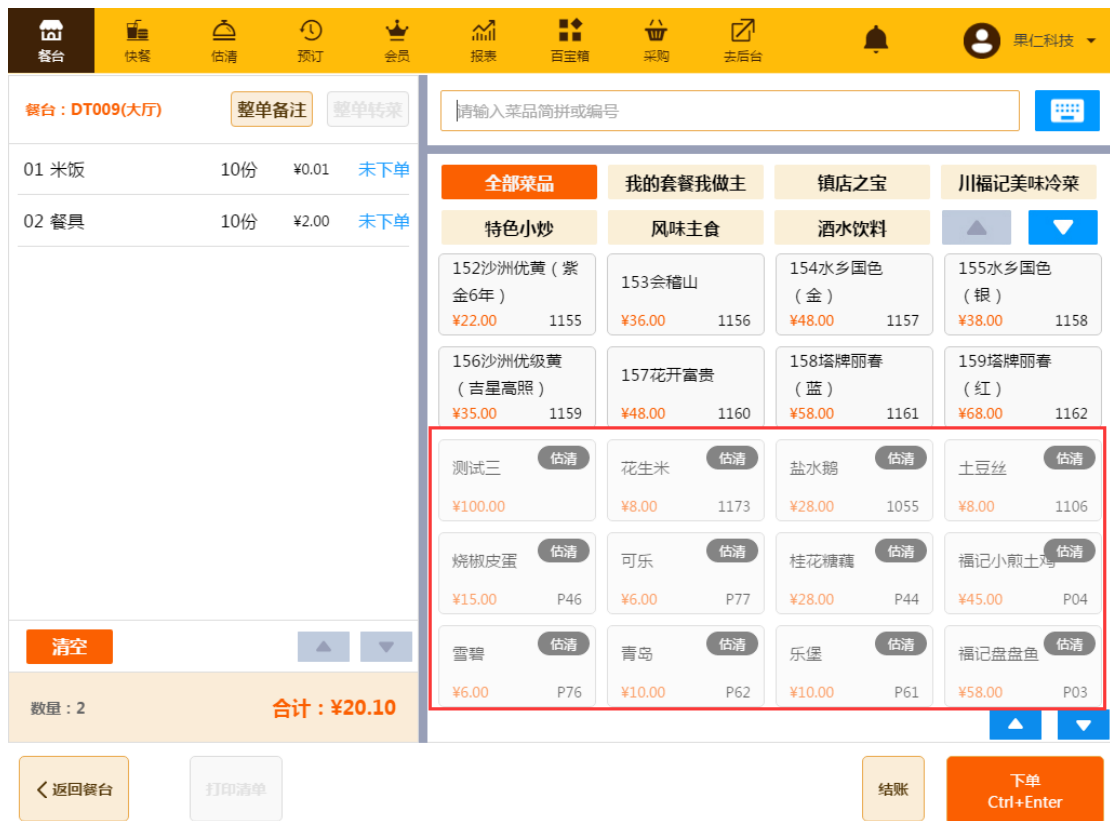 餐台
快餐
估清
预订
会员
报表
百宝箱
采购
去后台
果仁科技
餐台：DT009(大厅)
整单备注
整单转菜
请输入菜品简拼或编号
01 米饭 10份 ¥0.01 未下单
02 餐具 10份 ¥2.00 未下单
全部菜品
我的套餐我做主
镇店之宝
川福记美味冷菜
特色小炒
风味主食
酒水饮料
152沙洲优黄（紫
金6年）
¥22.00 1155
153会稽山
¥36.00 1156
154水乡国色
（金）
¥48.00 1157
155水乡国色
（银）
¥38.00 1158
156沙洲优级黄
（吉星高照）
¥35.00 1159
157花开富贵
¥48.00 1160
158塔牌丽春
（蓝）
¥58.00 1161
159塔牌丽春
（红）
¥68.00 1162
测试三 估清
¥100.00
花生米 估清
¥8.00 1173
盐水鹅 估清
¥28.00 1055
土豆丝 估清
¥8.00 1106
烧椒皮蛋 估清
¥15.00 P46
可乐 估清
¥6.00 P77
桂花糖藕 估清
¥28.00 P44
福记小煎土鸡 估清
¥45.00 P04
雪碧 估清
¥6.00 P76
青岛 估清
¥10.00 P62
乐堡 估清
¥10.00 P61
福记盘盘鱼 估清
¥58.00 P03
清空
数量：2
合计：¥20.10
返回餐台
打印清单
结账
下单
Ctrl+Enter